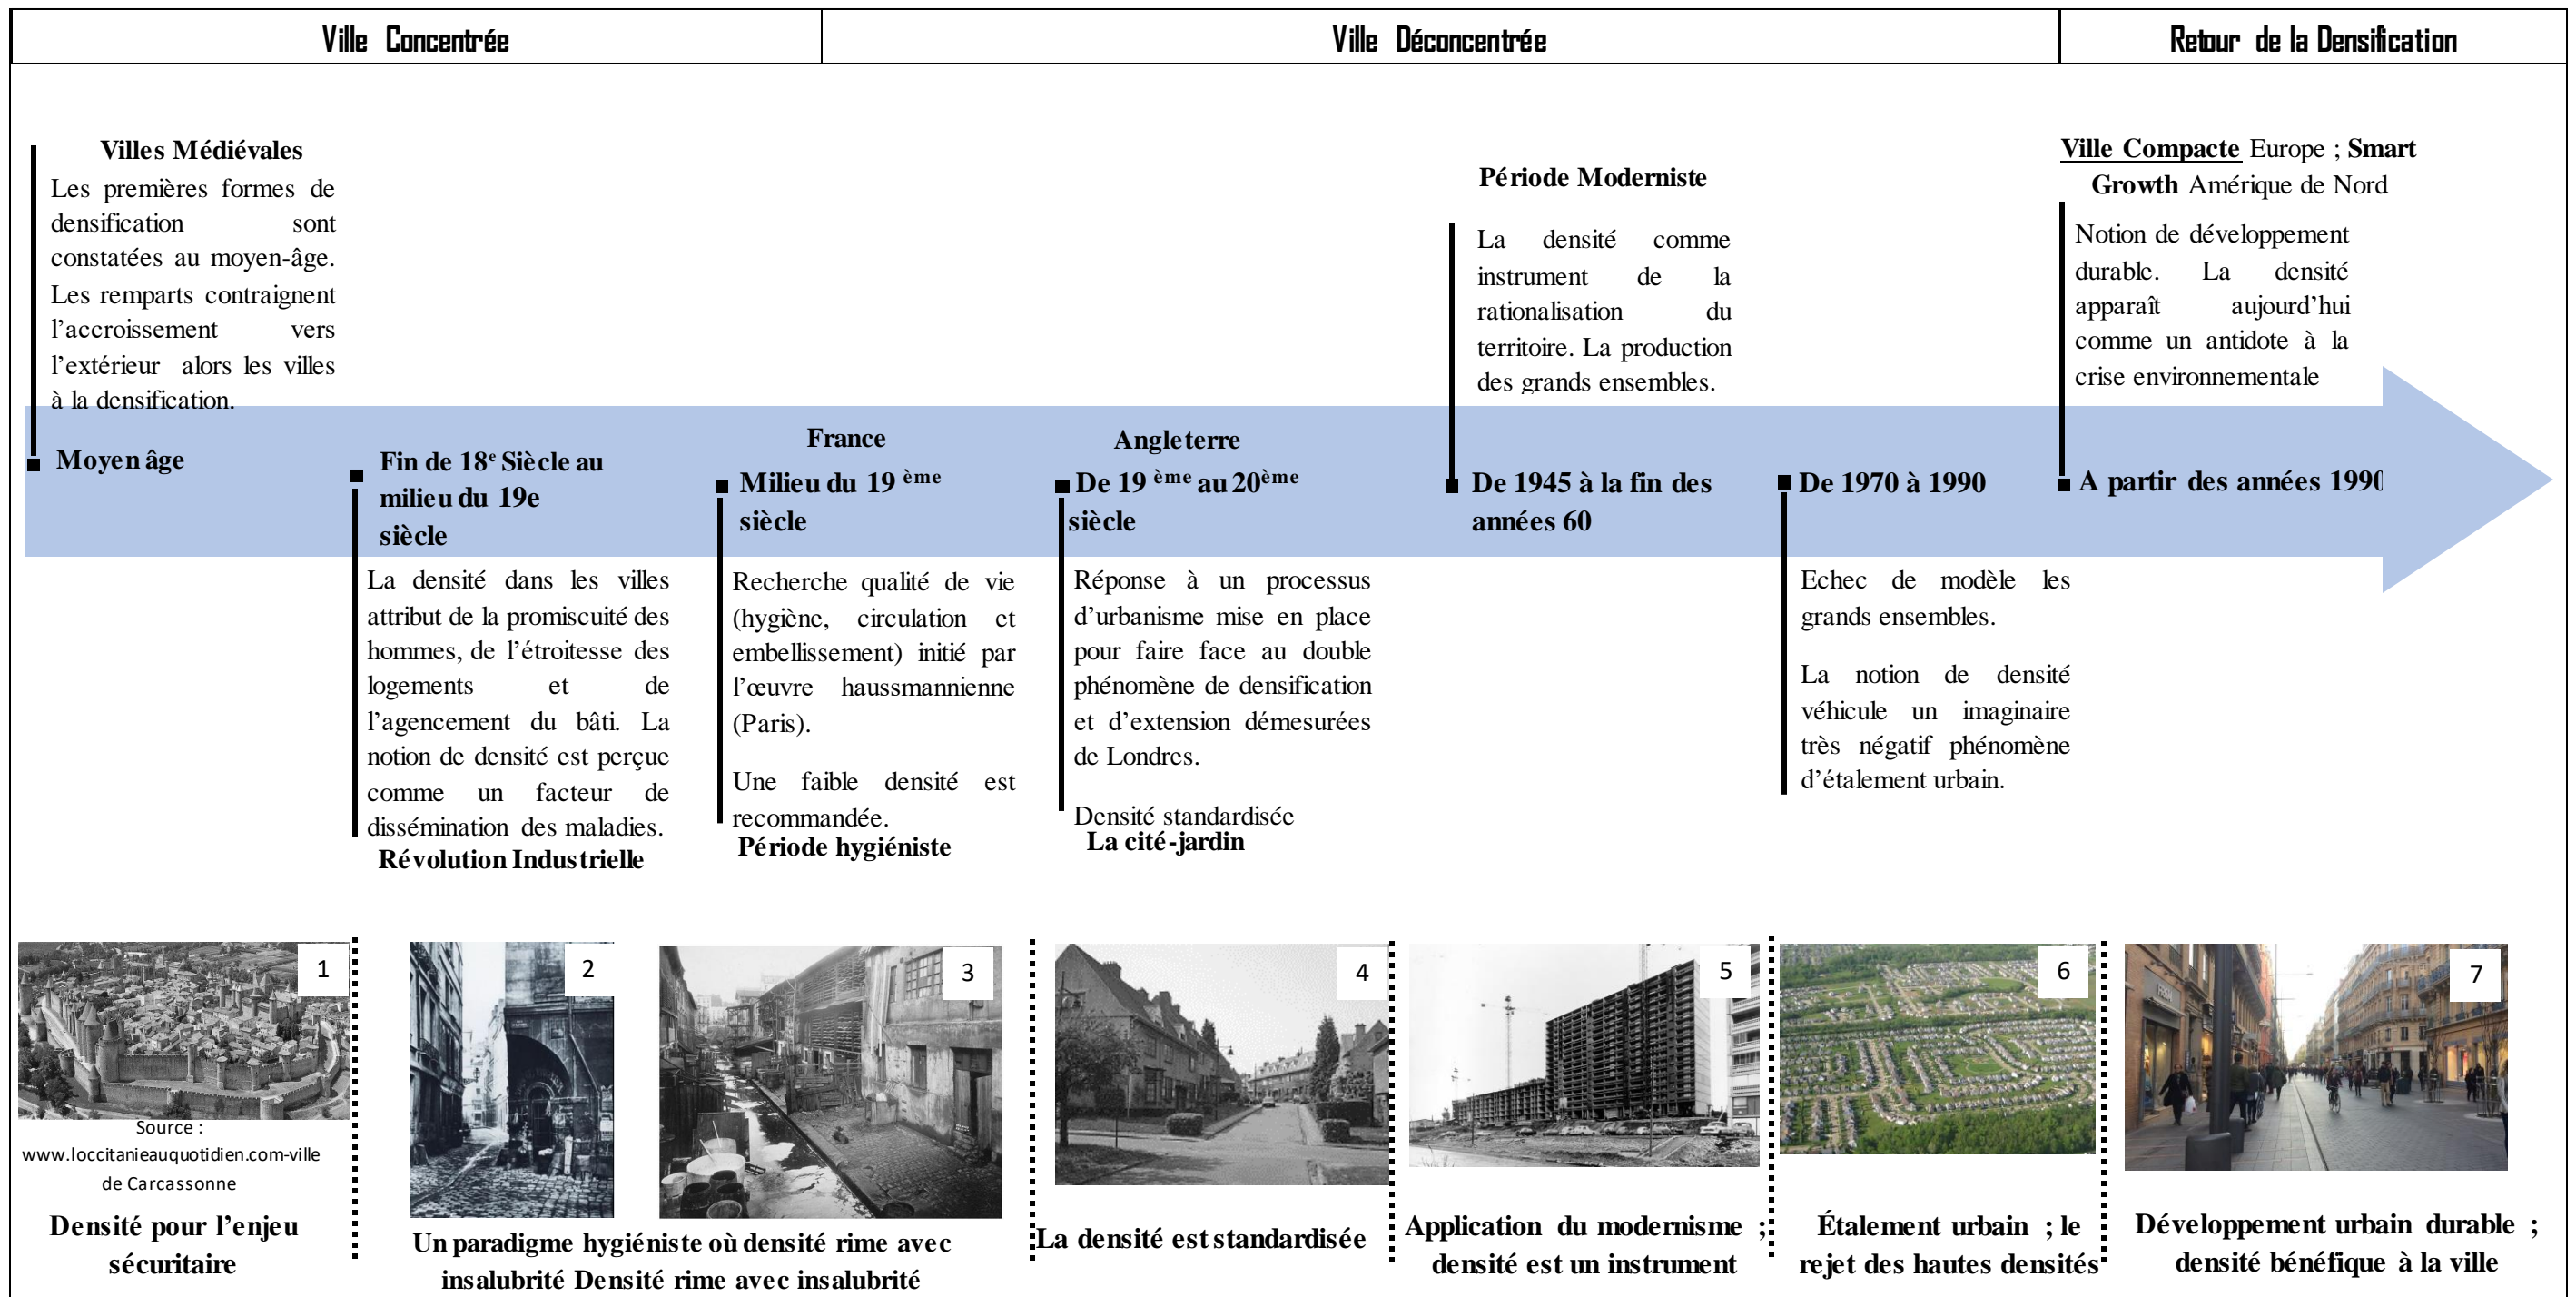 Ville Concentrée
Ville Déconcentrée
Retour de la Densification
Villes Médiévales
Les premières formes de
densification sont
constatées au moyen-âge.
Les remparts contraignent
l'accroissement vers
l'extérieur alors les villes
à la densification.
Période Moderniste
La densité comme
instrument de la
rationalisation du
territoire. La production
des grands ensembles.
Ville Compacte Europe ; Smart
Growth Amérique de Nord
Notion de développement
durable. La densité
apparaît aujourd'hui
comme un antidote à la
crise environnementale
Moyen âge
Fin de 18e Siècle au
milieu du 19e
siècle
France
Milieu du 19 ème
siècle
Angleterre
De 19 ème au 20ème
siècle
De 1945 à la fin des
années 60
De 1970 à 1990
A partir des années 1990
La densité dans les villes
attribut de la promiscuité des
hommes, de l'étroitesse des
logements et de
l'agencement du bâti. La
notion de densité est perçue
comme un facteur de
dissémination des maladies.
Révolution Industrielle
Recherche qualité de vie
(hygiène, circulation et
embellissement) initié par
l'œuvre haussmannienne
(Paris).
Une faible densité est
recommandée.
Période hygiéniste
Réponse à un processus
d'urbanisme mise en place
pour faire face au double
phénomène de densification
et d'extension démesurées
de Londres.
Densité standardisée
La cité-jardin
Echec de modèle les
grands ensembles.
La notion de densité
véhicule un imaginaire
très négatif phénomène
d'étalement urbain.
1
2
3
4
5
6
7
Source :
www.loccitanieauquotidien.com-ville
de Carcassonne
Densité pour l'enjeu
sécuritaire
Un paradigme hygiéniste où densité rime avec
insalubrité Densité rime avec insalubrité
La densité est standardisée
Application du modernisme ;
densité est un instrument
Étalement urbain ; le
rejet des hautes densités
Développement urbain durable ;
densité bénéfique à la ville